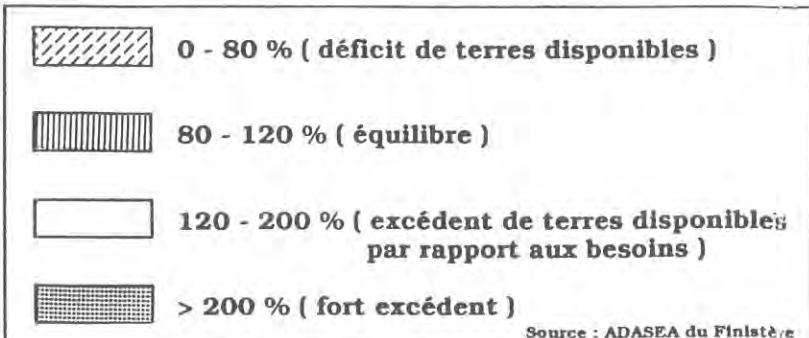 0 - 80 % ( déficit de terres disponibles )
80 - 120 % ( équilibre )
120 - 200 % ( excédent de terres disponibles
par rapport aux besoins )
> 200 % ( fort excédent )
Source : ADASEA du Finistère